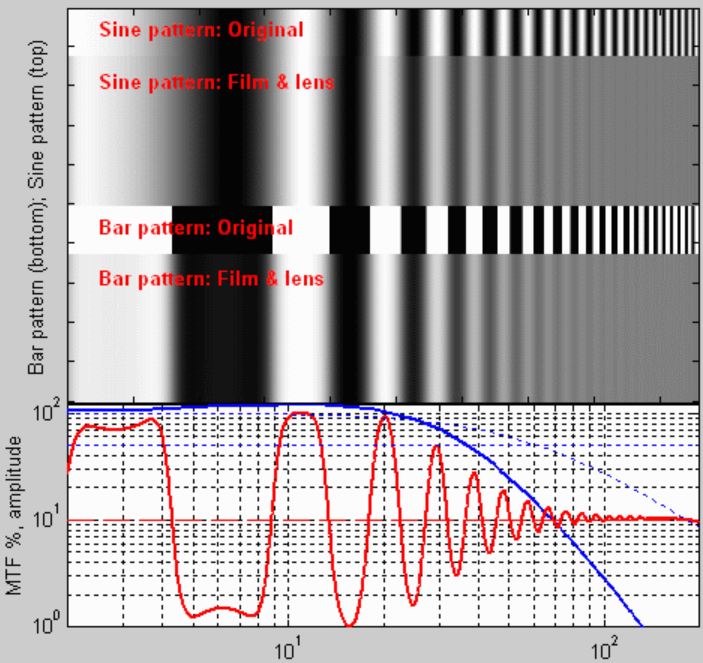 Sine pattern: Original
Sine pattern: Film & lens
Bar pattern: Original
Bar pattern: Film & lens
Bar pattern (bottom); Sine pattern (top)
10²
10¹
10⁰
MTF %, amplitude
10¹
10²